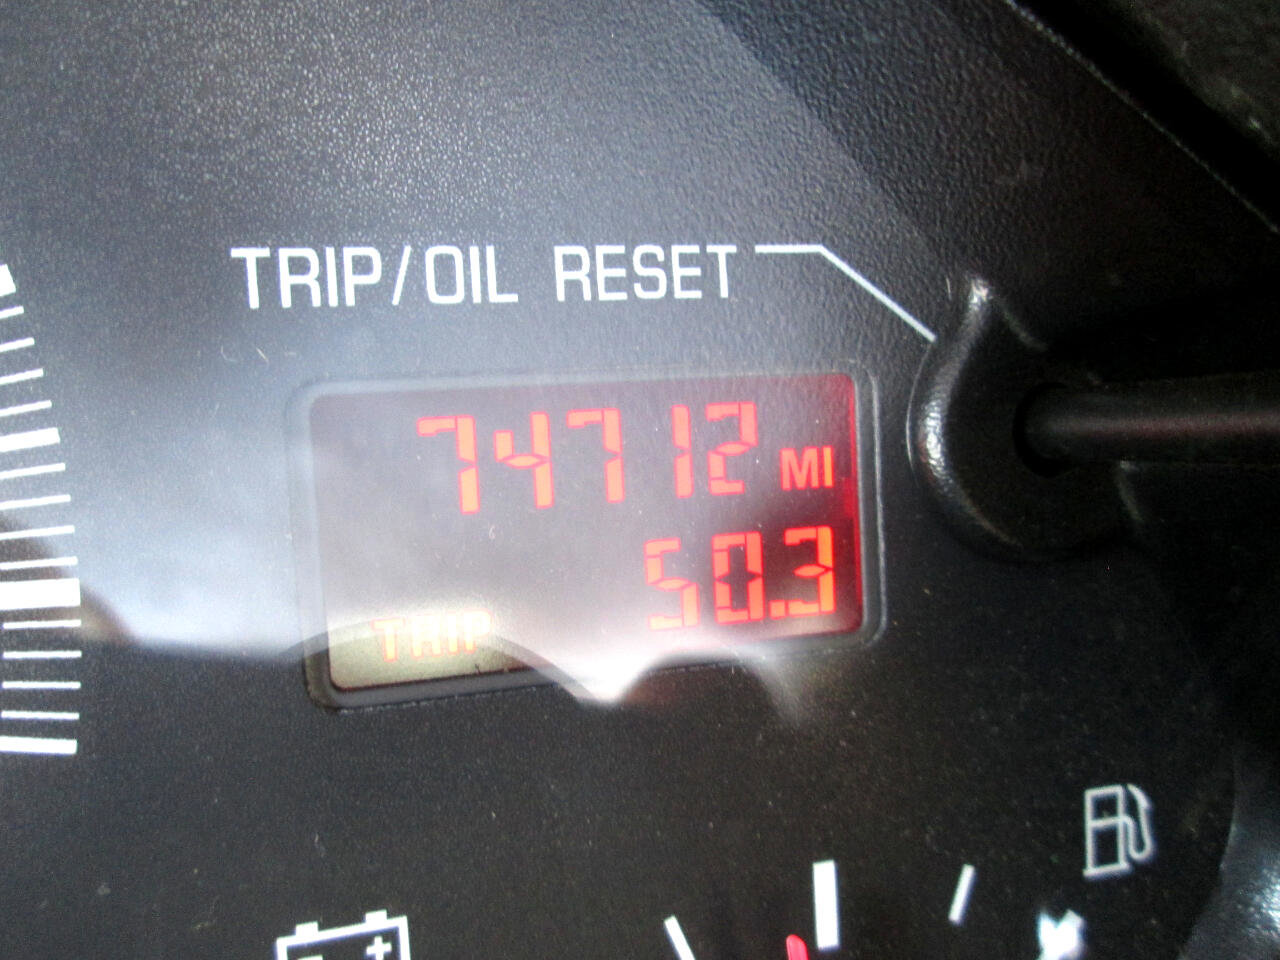 TRIP/OIL RESET
74712 MI
50.3
TRIP